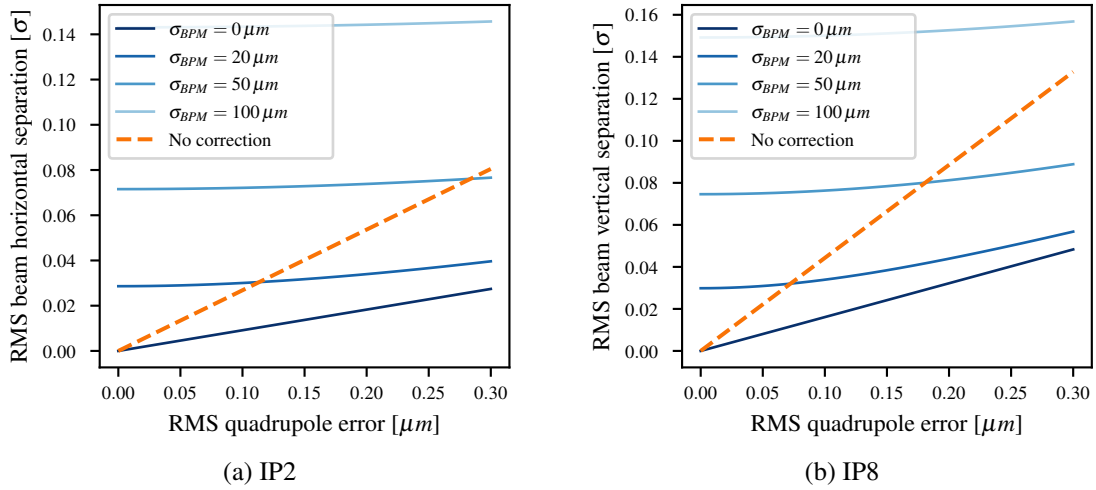 RMS beam horizontal separation [σ]
0.14
0.12
0.10
0.08
0.06
0.04
0.02
0.00
σ_BPM = 0 μm
σ_BPM = 20 μm
σ_BPM = 50 μm
σ_BPM = 100 μm
No correction
0.00 0.05 0.10 0.15 0.20 0.25 0.30
RMS quadrupole error [μm]
(a) IP2
RMS beam vertical separation [σ]
0.16
0.14
0.12
0.10
0.08
0.06
0.04
0.02
0.00
σ_BPM = 0 μm
σ_BPM = 20 μm
σ_BPM = 50 μm
σ_BPM = 100 μm
No correction
0.00 0.05 0.10 0.15 0.20 0.25 0.30
RMS quadrupole error [μm]
(b) IP8